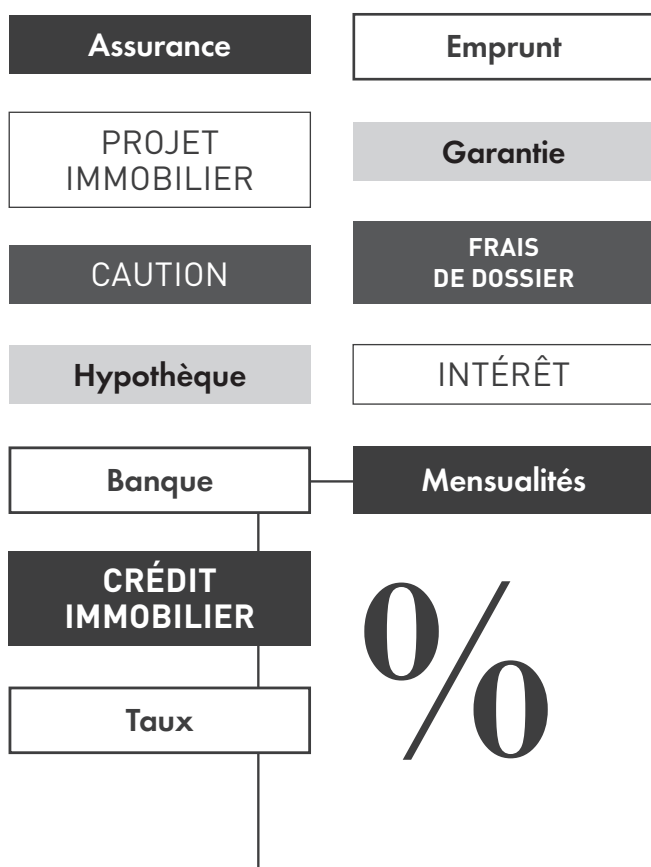 Assurance
Emprunt
PROJET
IMMOBILIER
Garantie
CAUTION
FRAIS
DE DOSSIER
Hypothèque
INTÉRÊT
Banque
Mensualités
CRÉDIT
IMMOBILIER
%
Taux